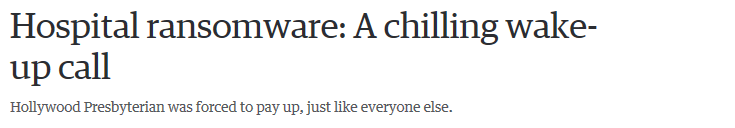 Hospital ransomware: A chilling wake-
up call
Hollywood Presbyterian was forced to pay up, just like everyone else.